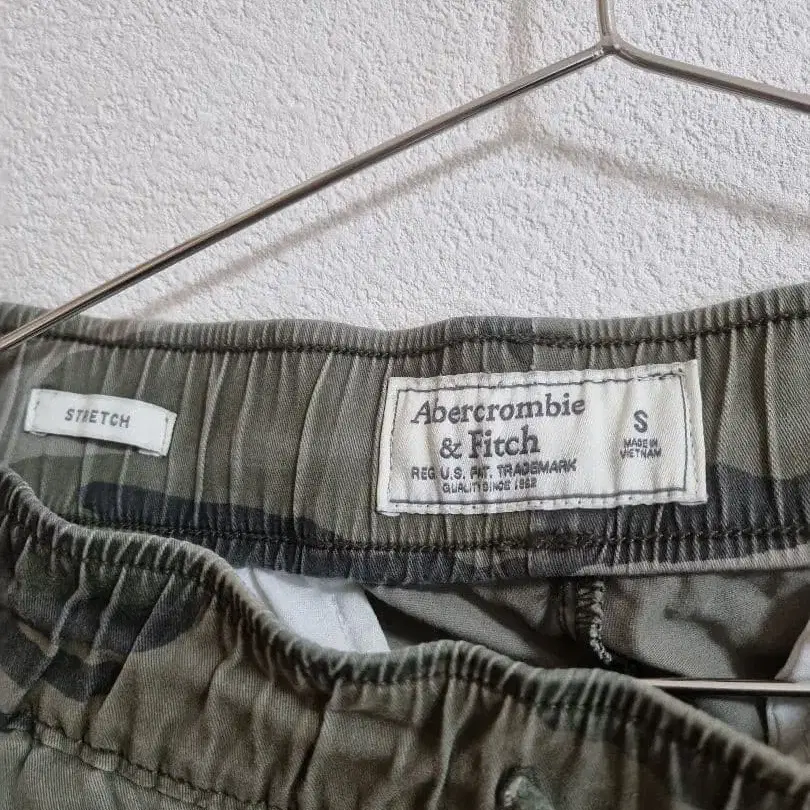 STRETCH
Abercrombie
& Fitch
REG. U.S. PAT. TRADEMARK
QUALITY SINCE 1892
S
MADE IN
VIETNAM